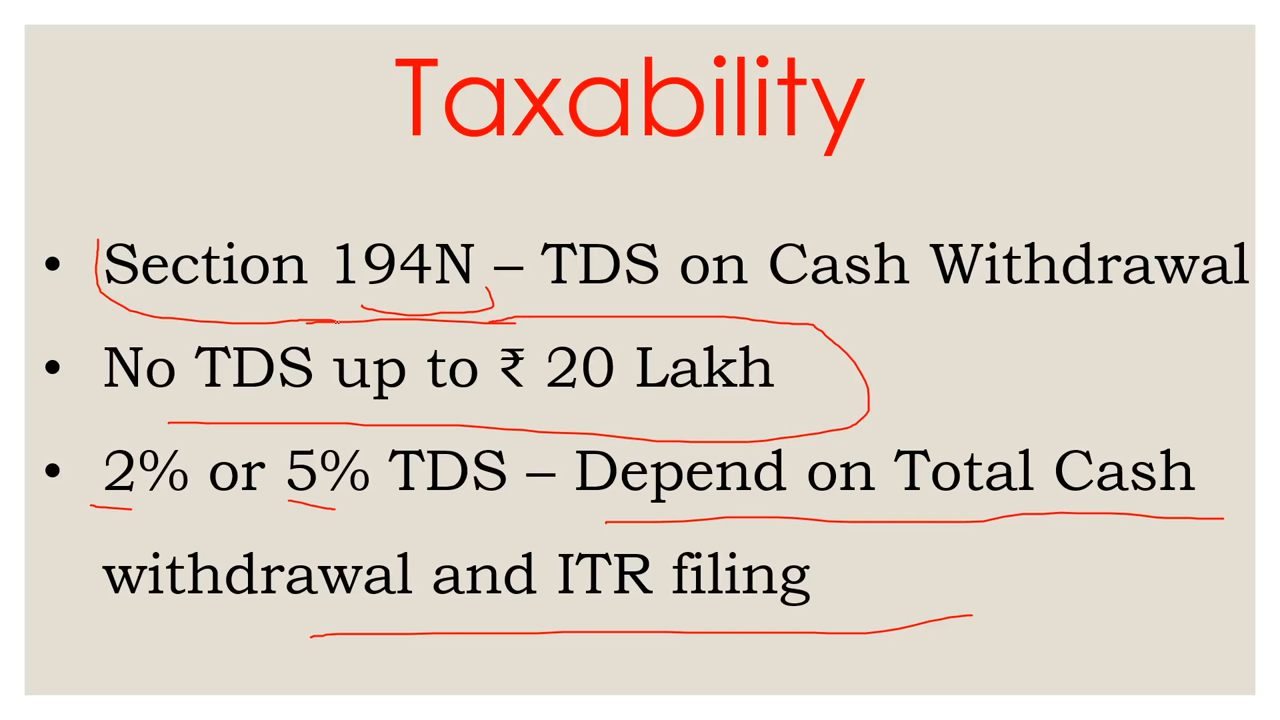 Taxability
• Section 194N – TDS on Cash Withdrawal
• No TDS up to ₹ 20 Lakh
• 2% or 5% TDS – Depend on Total Cash
withdrawal and ITR filing